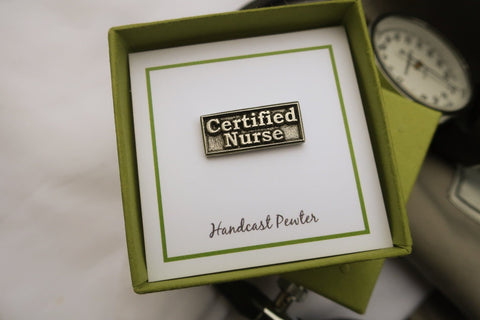 Certified
Nurse
Handcast Pewter